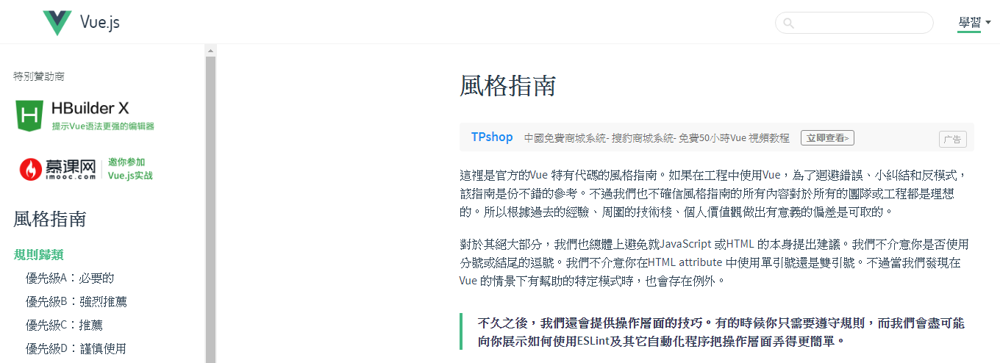 Vue.js
學習
特別贊助商
HBuilder X
提示Vue语法更强的编辑器
慕课网
imooc.com
邀你参加
Vue.js实战
風格指南
規則歸類
優先級A：必要的
優先級B：強烈推薦
優先級C：推薦
優先級D：謹慎使用
風格指南
TPshop 中國免費商城系統- 搜豹商城系統- 免費50小時Vue 視頻教程 立即查看>
广告
這裡是官方的Vue 特有代碼的風格指南。如果在工程中使用Vue，為了迴避錯誤、小糾結和反模式，
該指南是份不錯的參考。不過我們也不確信風格指南的所有內容對於所有的團隊或工程都是理想
的。所以根據過去的經驗、周圍的技術棧、個人價值觀做出有意義的偏差是可取的。
對於其絕大部分，我們也總體上避免就JavaScript 或HTML 的本身提出建議。我們不介意你是否使用
分號或結尾的逗號。我們不介意你在HTML attribute 中使用單引號還是雙引號。不過當我們發現在
Vue 的情景下有幫助的特定模式時，也會存在例外。
不久之後，我們還會提供操作層面的技巧。有的時候你只需要遵守規則，而我們會盡可能
向你展示如何使用ESLint及其它自動化程序把操作層面弄得更簡單。